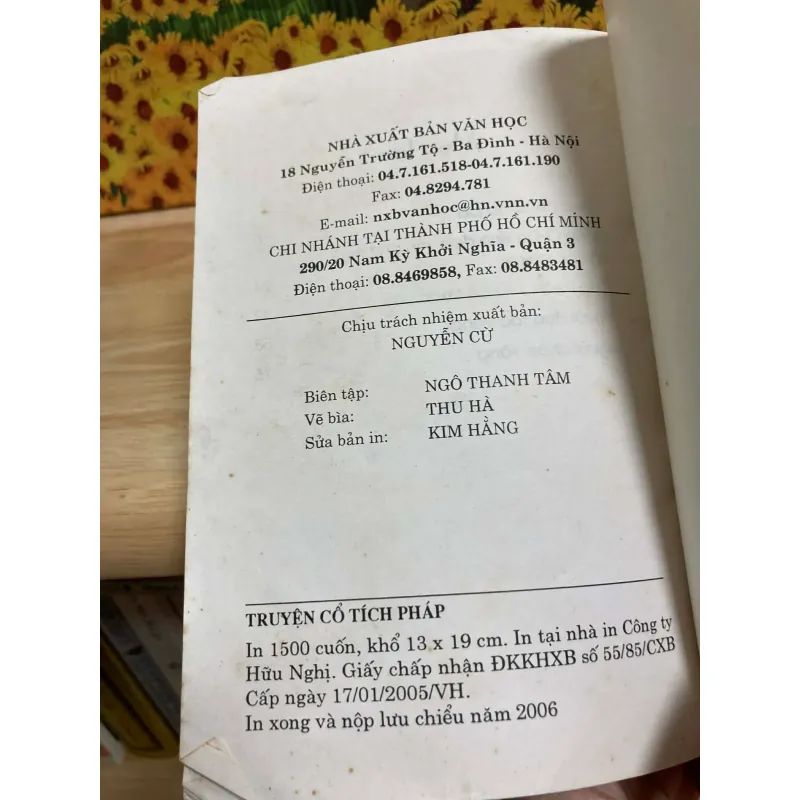 NHÀ XUẤT BẢN VĂN HỌC
18 Nguyễn Trường Tộ - Ba Đình - Hà Nội
Điện thoại: 04.7.161.518-04.7.161.190
Fax: 04.8294.781
E-mail: nxbvanhoc@hn.vnn.vn
CHI NHÁNH TẠI THÀNH PHỐ HỒ CHÍ MINH
290/20 Nam Kỳ Khởi Nghĩa - Quận 3
Điện thoại: 08.8469858, Fax: 08.8483481
Chịu trách nhiệm xuất bản:
NGUYỄN CỪ
Biên tập: NGÔ THANH TÂM
Vẽ bìa: THU HÀ
Sửa bản in: KIM HẰNG
TRUYỆN CỔ TÍCH PHÁP
In 1500 cuốn, khổ 13 x 19 cm. In tại nhà in Công ty
Hữu Nghị. Giấy chấp nhận ĐKKHXB số 55/85/CXB
Cấp ngày 17/01/2005/VH.
In xong và nộp lưu chiểu năm 2006